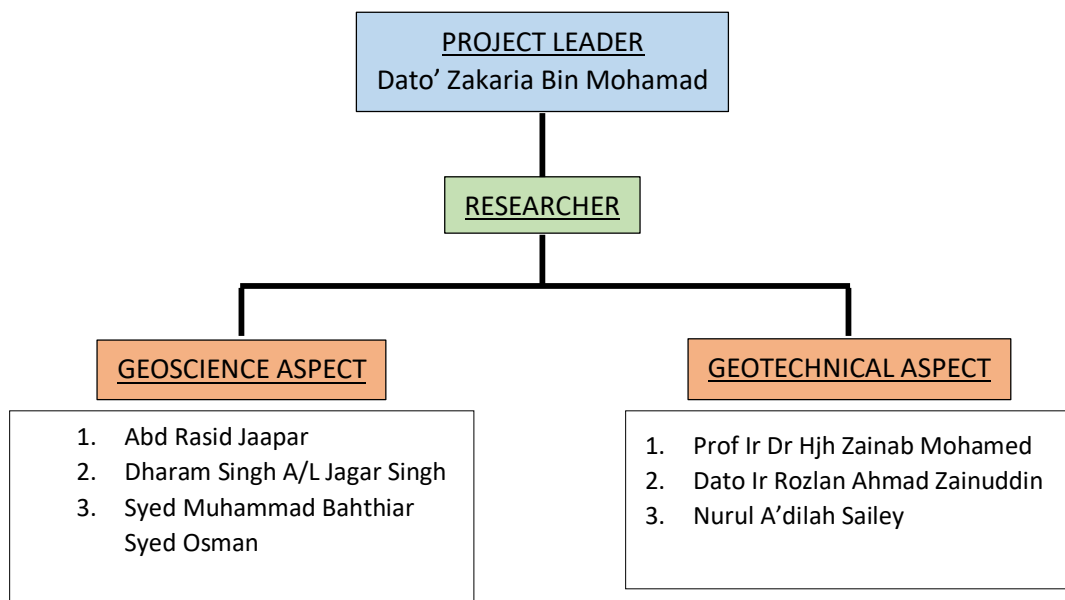 PROJECT LEADER
Dato’ Zakaria Bin Mohamad
RESEARCHER
GEOSCIENCE ASPECT
1. Abd Rasid Jaapar
2. Dharam Singh A/L Jagar Singh
3. Syed Muhammad Bahthiar
Syed Osman
GEOTECHNICAL ASPECT
1. Prof Ir Dr Hjh Zainab Mohamed
2. Dato Ir Rozlan Ahmad Zainuddin
3. Nurul A’dilah Sailey